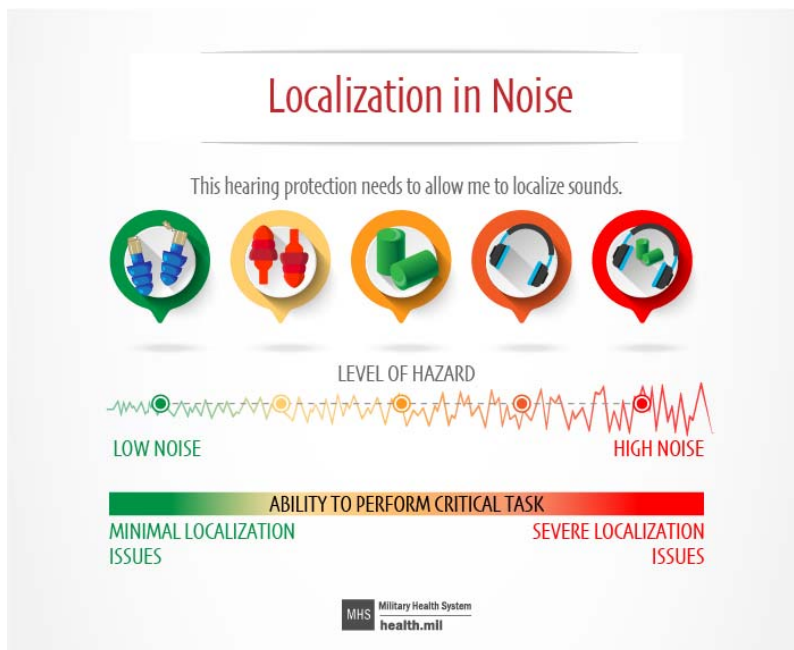 Localization in Noise
This hearing protection needs to allow me to localize sounds.
LEVEL OF HAZARD
LOW NOISE
HIGH NOISE
ABILITY TO PERFORM CRITICAL TASK
MINIMAL LOCALIZATION
ISSUES
SEVERE LOCALIZATION
ISSUES
MHS
Military Health System
health.mil